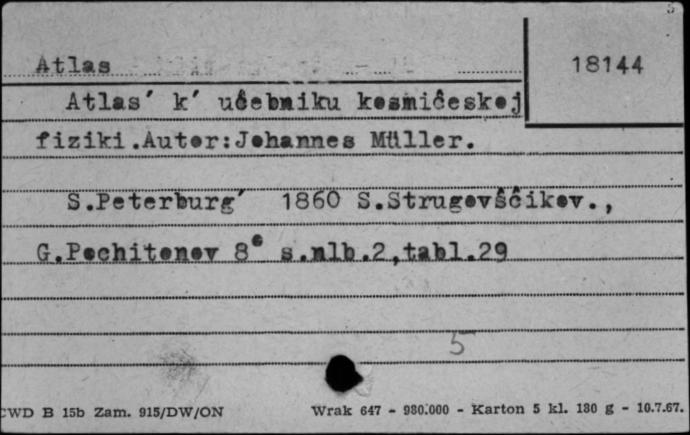 Atlas
18144
Atlas′ k′ učebniku kosmičeskoj
fiziki.Autor:Johannes Müller.
S.Peterburg′ 1860 S.Strugovščikov.,
G.Pochitonov 8° s.nlb.2,tabl.29
5
CWD B 15b Zam. 915/DW/ON Wrak 647 - 980.000 - Karton 5 kl. 180 g - 10.7.67.